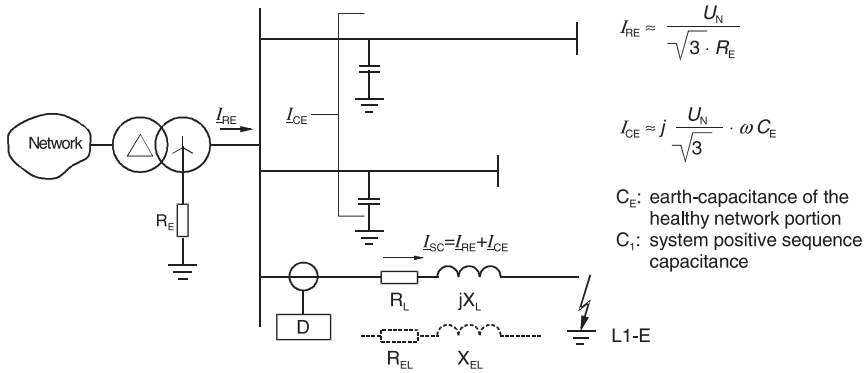 I_RE ≈ U_N / (√3 · R_E)
I_RE
I_CE
I_CE ≈ j U_N / √3 · ω C_E
Network
R_E
C_E: earth-capacitance of the
healthy network portion
C_1: system positive sequence
capacitance
I_SC=I_RE+I_CE
R_L
jX_L
D
L1-E
R_EL
X_EL